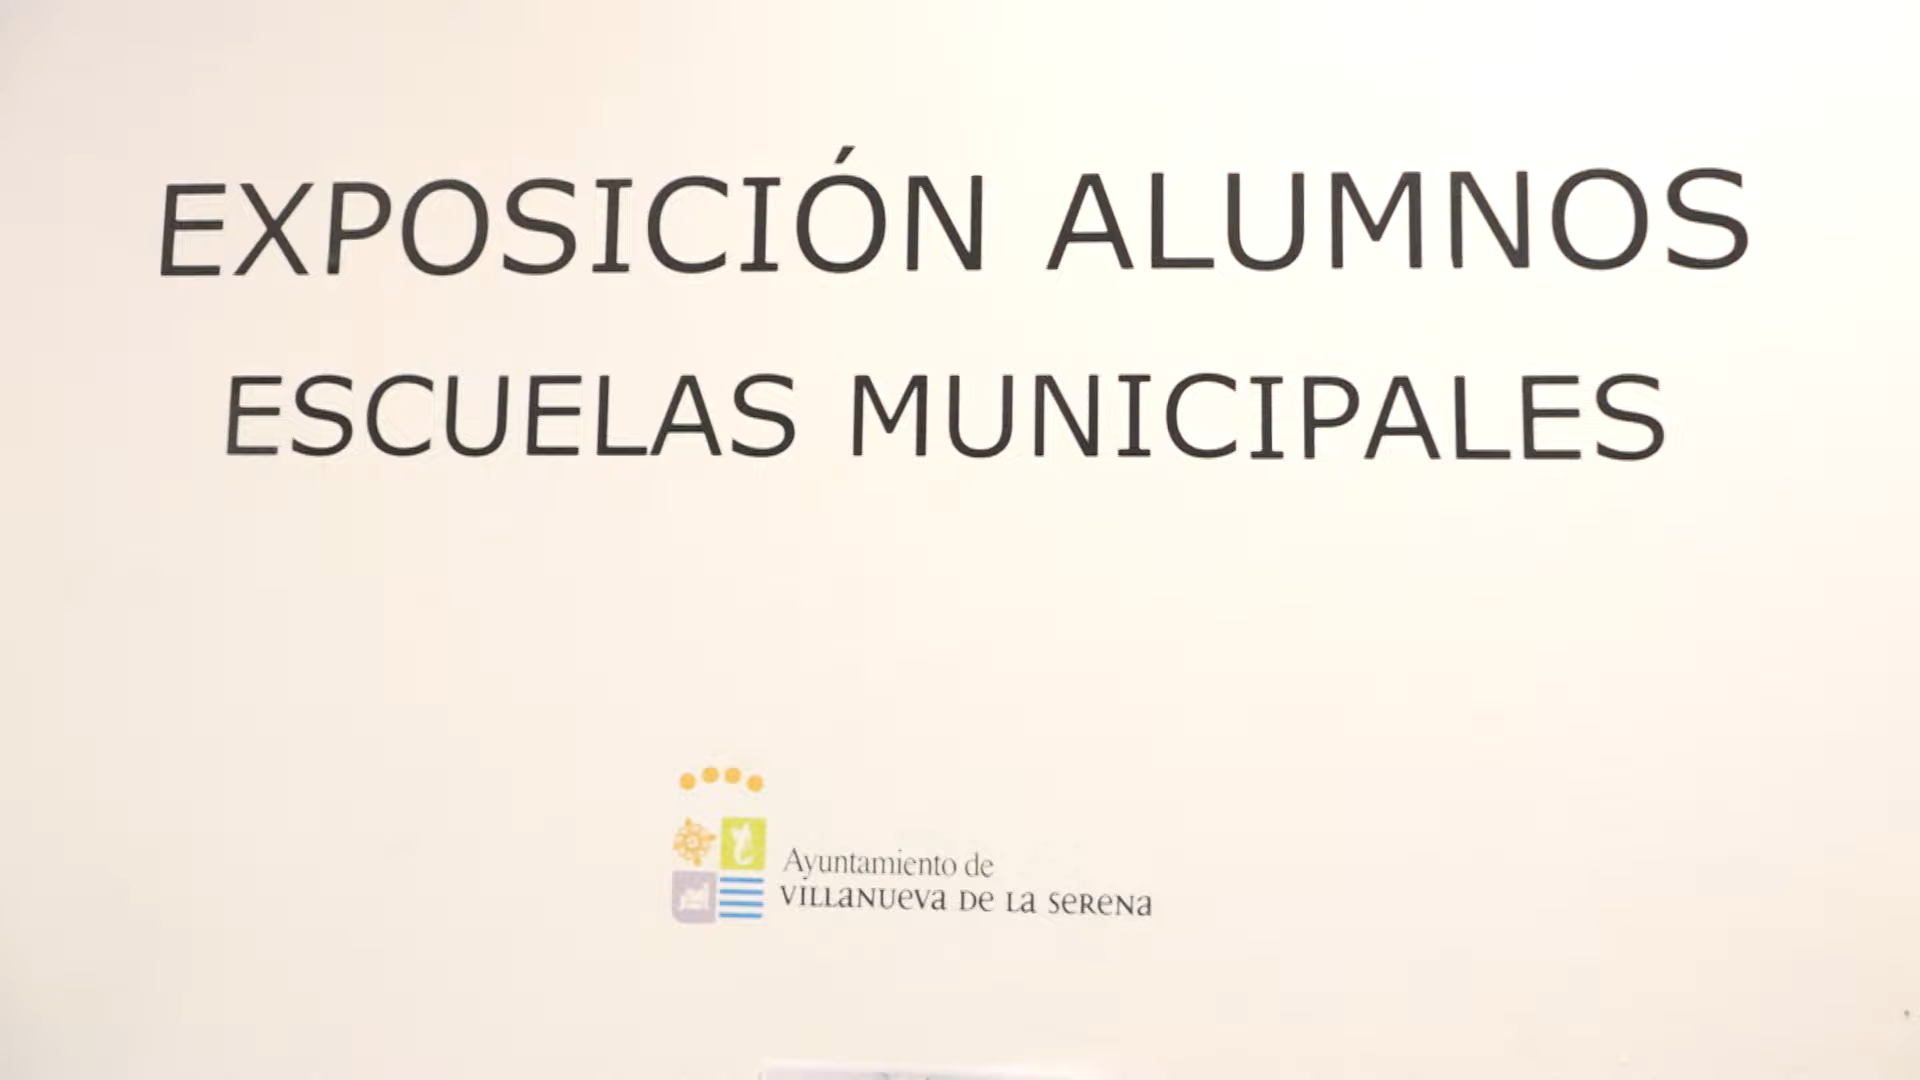 EXPOSICIÓN ALUMNOS
ESCUELAS MUNICIPALES
Ayuntamiento de
VILLANUEVA DE LA SERENA